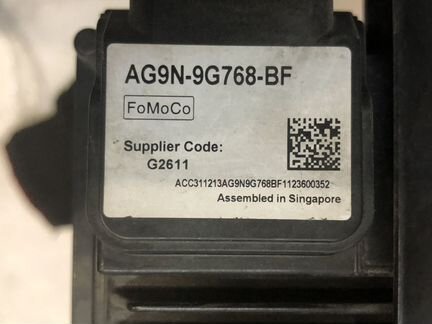 AG9N-9G768-BF
FoMoCo
Supplier Code:
G2611
ACC311213AG9N9G768BF1123600352
Assembled in Singapore